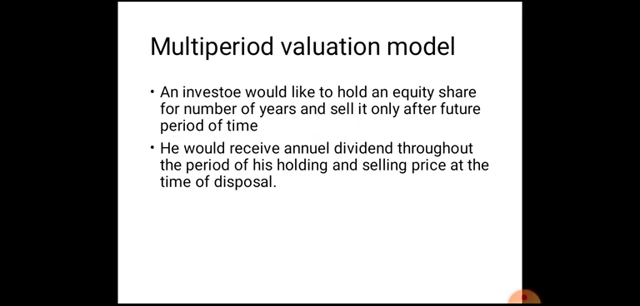 Multiperiod valuation model
• An investoe would like to hold an equity share
for number of years and sell it only after future
period of time
• He would receive annuel dividend throughout
the period of his holding and selling price at the
time of disposal.